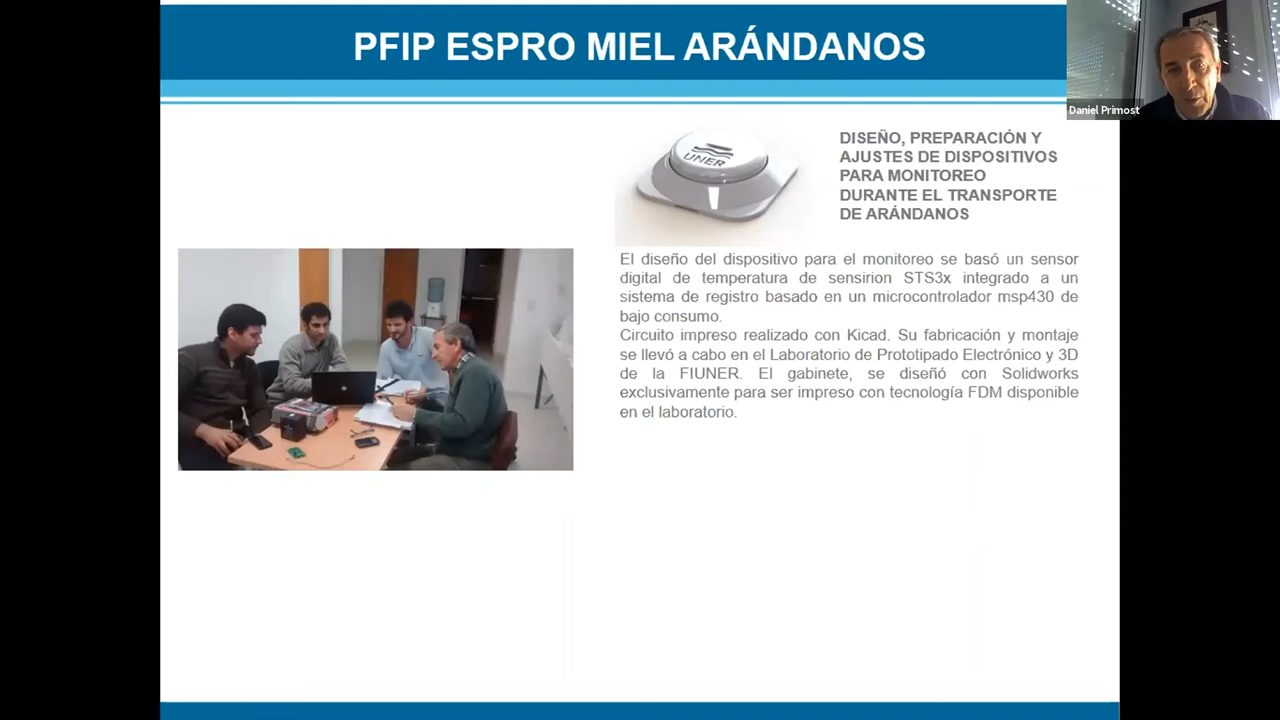 PFIP ESPRO MIEL ARÁNDANOS
Daniel Primost
UNER
DISEÑO, PREPARACIÓN Y
AJUSTES DE DISPOSITIVOS
PARA MONITOREO
DURANTE EL TRANSPORTE
DE ARÁNDANOS
El diseño del dispositivo para el monitoreo se basó un sensor
digital de temperatura de sensirion STS3x integrado a un
sistema de registro basado en un microcontrolador msp430 de
bajo consumo.
Circuito impreso realizado con Kicad. Su fabricación y montaje
se llevó a cabo en el Laboratorio de Prototipado Electrónico y 3D
de la FIUNER. El gabinete, se diseñó con Solidworks
exclusivamente para ser impreso con tecnología FDM disponible
en el laboratorio.